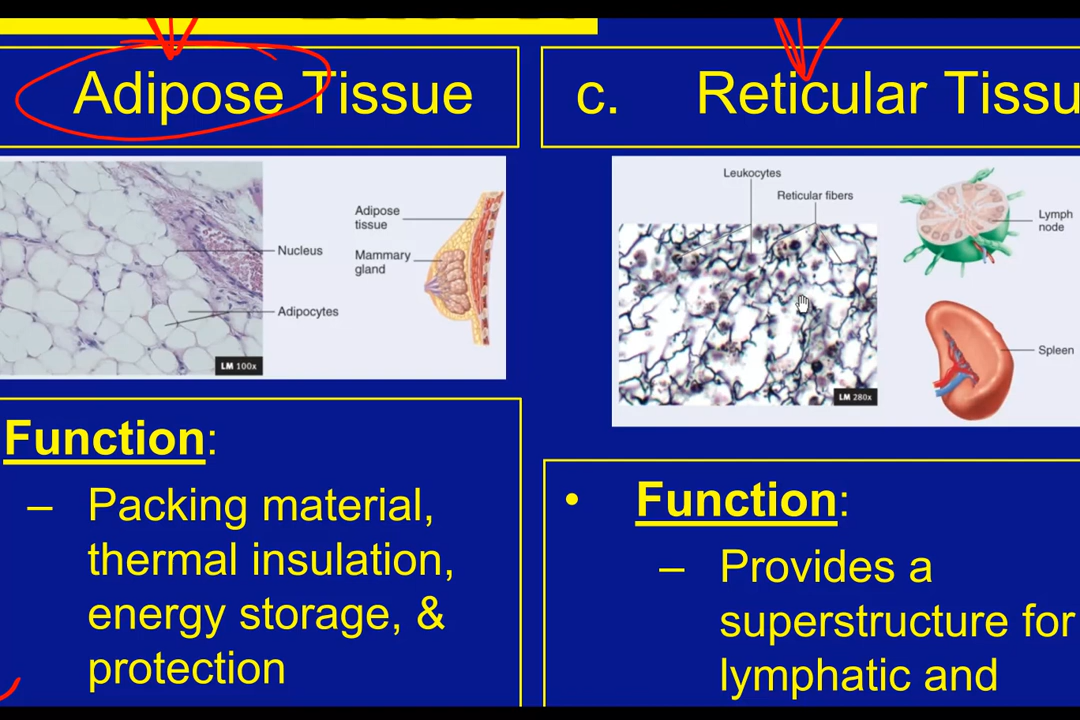 Adipose Tissue
Nucleus
Adipocytes
LM 100x
Adipose
tissue
Mammary
gland
Function:
– Packing material,
thermal insulation,
energy storage, &
protection
c. Reticular Tissu
Leukocytes
Reticular fibers
LM 280x
Lymph
node
Spleen
• Function:
– Provides a
superstructure for
lymphatic and